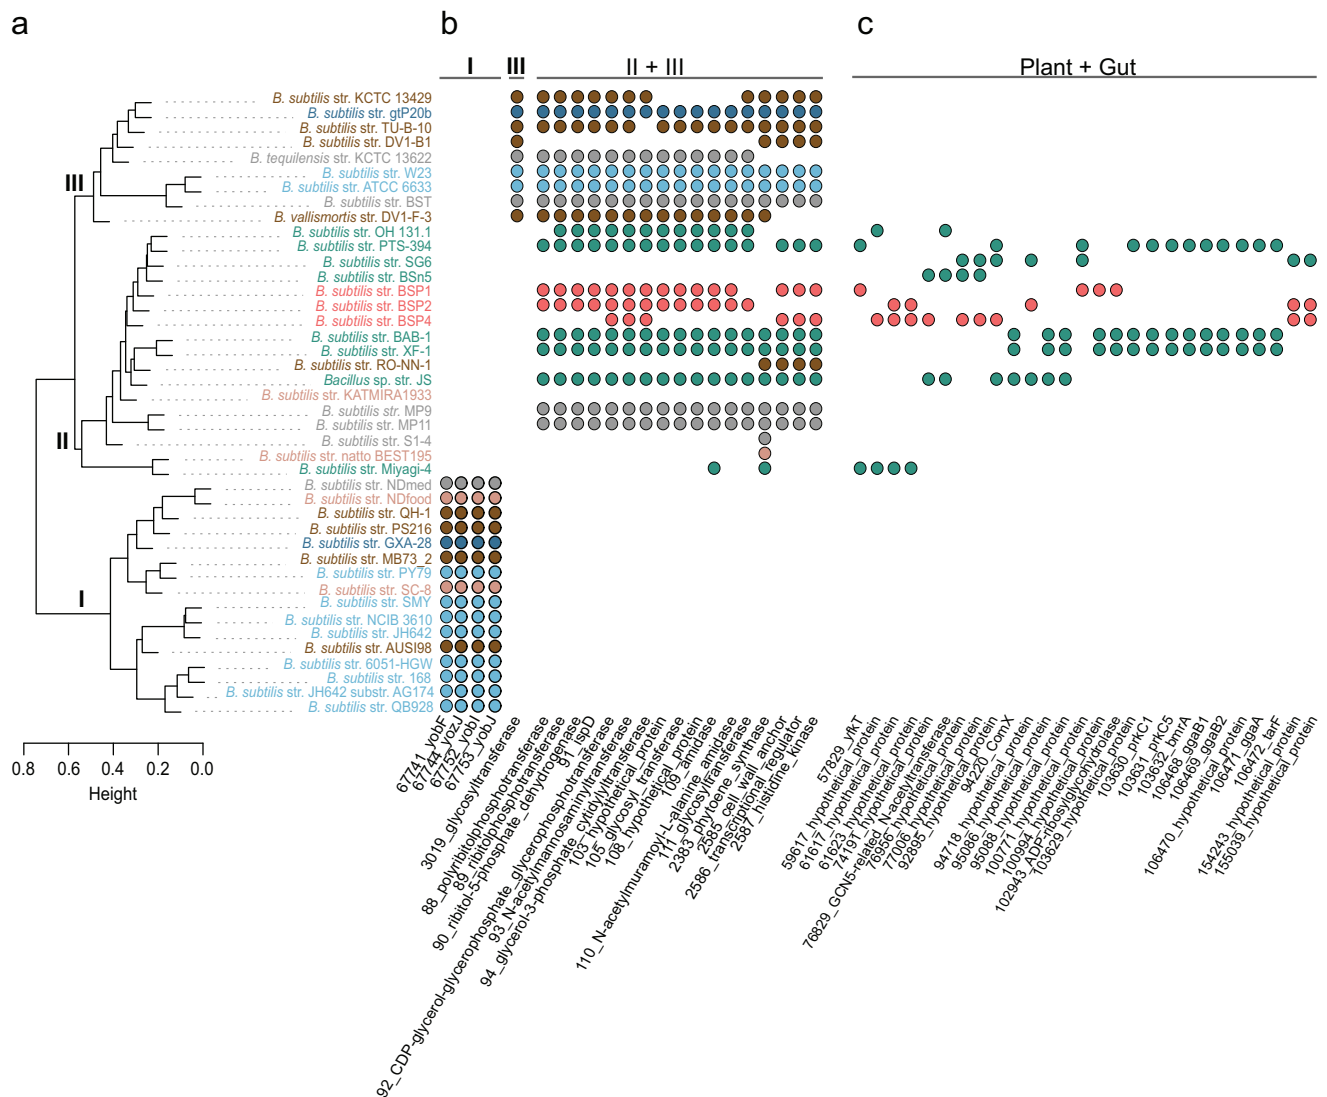 a
b
c
I
III
II + III
Plant + Gut
B. subtilis str. KCTC 13429
B. subtilis str. gtP20b
B. subtilis str. TU-B-10
B. subtilis str. DV1-B1
B. tequilensis str. KCTC 13622
B. subtilis str. W23
B. subtilis str. ATCC 6633
B. subtilis str. BST
B. vallismortis str. DV1-F-3
B. subtilis str. OH 131.1
B. subtilis str. PTS-394
B. subtilis str. SG6
B. subtilis str. BSn5
B. subtilis str. BSP1
B. subtilis str. BSP2
B. subtilis str. BSP4
B. subtilis str. BAB-1
B. subtilis str. XF-1
B. subtilis str. RO-NN-1
Bacillus sp. str. JS
B. subtilis str. KATMIRA1933
B. subtilis str. MP9
B. subtilis str. MP11
B. subtilis str. S1-4
B. subtilis str. natto BEST195
B. subtilis str. Miyagi-4
B. subtilis str. NDmed
B. subtilis str. NDfood
B. subtilis str. QH-1
B. subtilis str. PS216
B. subtilis str. GXA-28
B. subtilis str. MB73_2
B. subtilis str. PY79
B. subtilis str. SC-8
B. subtilis str. SMY
B. subtilis str. NCIB 3610
B. subtilis str. JH642
B. subtilis str. AUSI98
B. subtilis str. 6051-HGW
B. subtilis str. 168
B. subtilis str. JH642 substr. AG174
B. subtilis str. QB928
III
II
I
0.8 0.6 0.4 0.2 0.0
Height
67741_yobF
67744_yozJ
67752_yobI
67753_yobJ
3019_glycosyltransferase
88_polyribitolphosphotransferase
89_ribitolphosphotransferase
90_ribitol-5-phosphate_dehydrogenase
91_ispD
92_CDP-glycerol-glycerophosphate_glycerophosphotransferase
93_N-acetylmannosaminyltransferase
94_glycerol-3-phosphate_cytidylyltransferase
103_hypothetical_protein
105_glycosyl_transferase
108_hypothetical_protein
109_amidase
110_N-acetylmuramoyl-L-alanine_amidase
111_glycosyltransferase
2383_phytoene_synthase
2585_cell_wall_anchor
2586_transcriptional_regulator
2587_histidine_kinase
57829_yfkT
59617_hypothetical_protein
61617_hypothetical_protein
61623_hypothetical_protein
74191_hypothetical_protein
76829_GCN5-related_N-acetyltransferase
76956_hypothetical_protein
77006_hypothetical_protein
92895_hypothetical_protein
94220_ComX
94718_hypothetical_protein
95086_hypothetical_protein
95088_hypothetical_protein
100771_hypothetical_protein
100994_hypothetical_protein
102943_ADP-ribosylglycohydrolase
103629_hypothetical_protein
103630_prKC1
103631_prKC5
103632_bmrA
106468_ggaB1
106469_ggaB2
106470_hypothetical_protein
106471_ggaA
106472_tarF
154243_hypothetical_protein
155039_hypothetical_protein